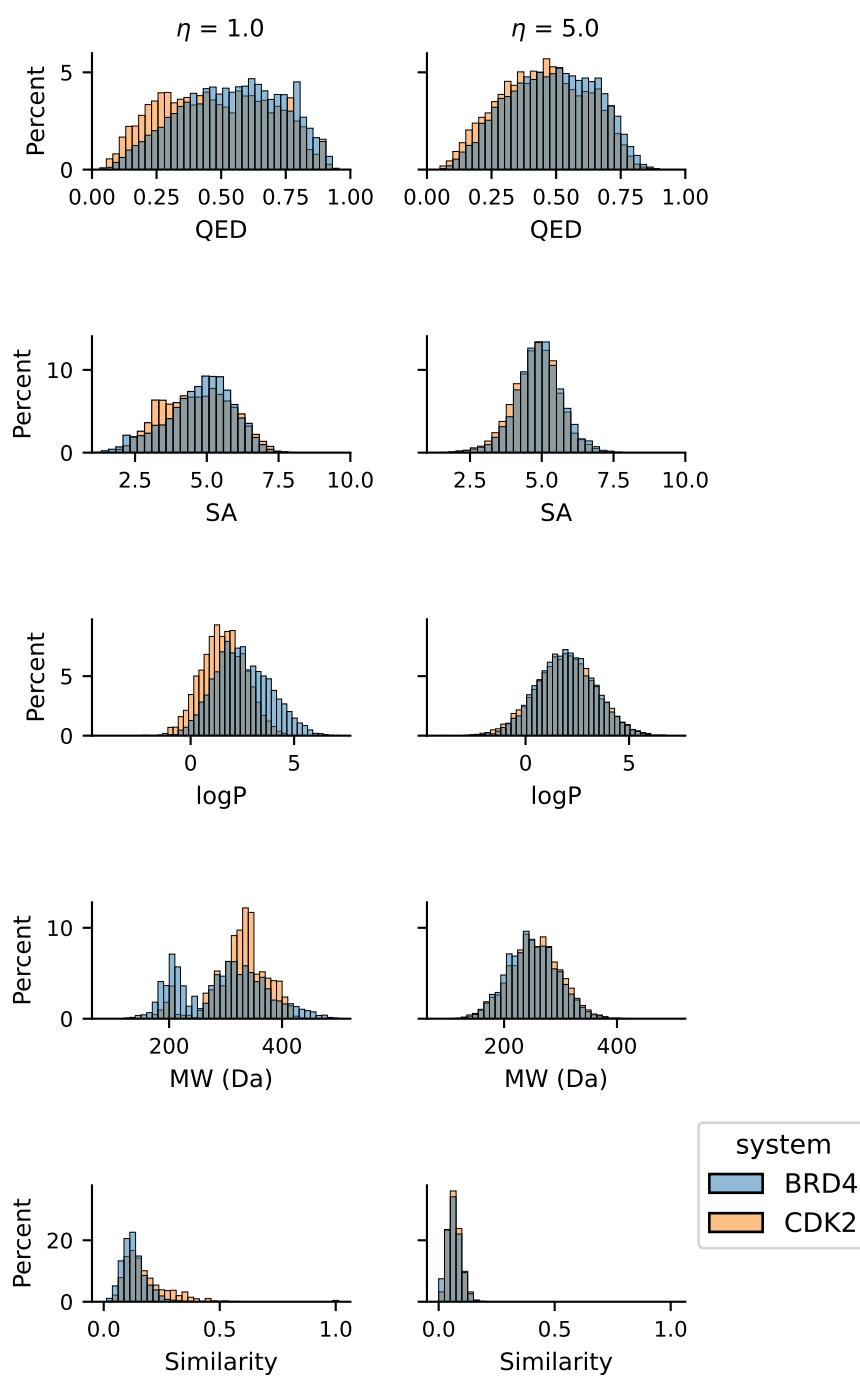 η = 1.0 η = 5.0
Percent
5
0
0.00 0.25 0.50 0.75 1.00 0.00 0.25 0.50 0.75 1.00
QED QED
Percent
10
0
2.5 5.0 7.5 10.0 2.5 5.0 7.5 10.0
SA SA
Percent
5
0
0 5 0 5
logP logP
Percent
10
0
200 400 200 400
MW (Da) MW (Da)
system
BRD4
CDK2
Percent
20
0
0.0 0.5 1.0 0.0 0.5 1.0
Similarity Similarity